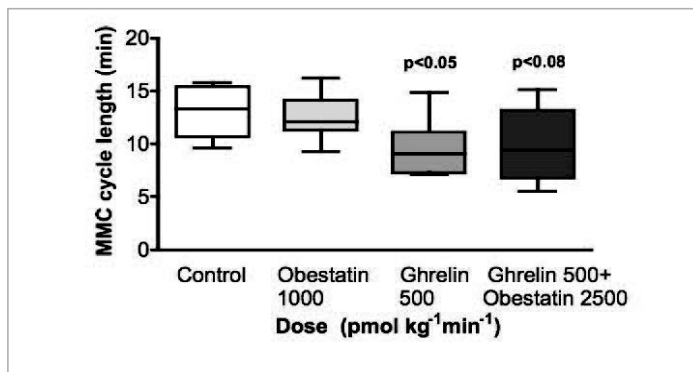 20
15
10
5
0
MMC cycle length (min)
p<0.05
p<0.08
Control
Obestatin
1000
Ghrelin
500
Ghrelin 500+
Obestatin 2500
Dose (pmol kg⁻¹min⁻¹)